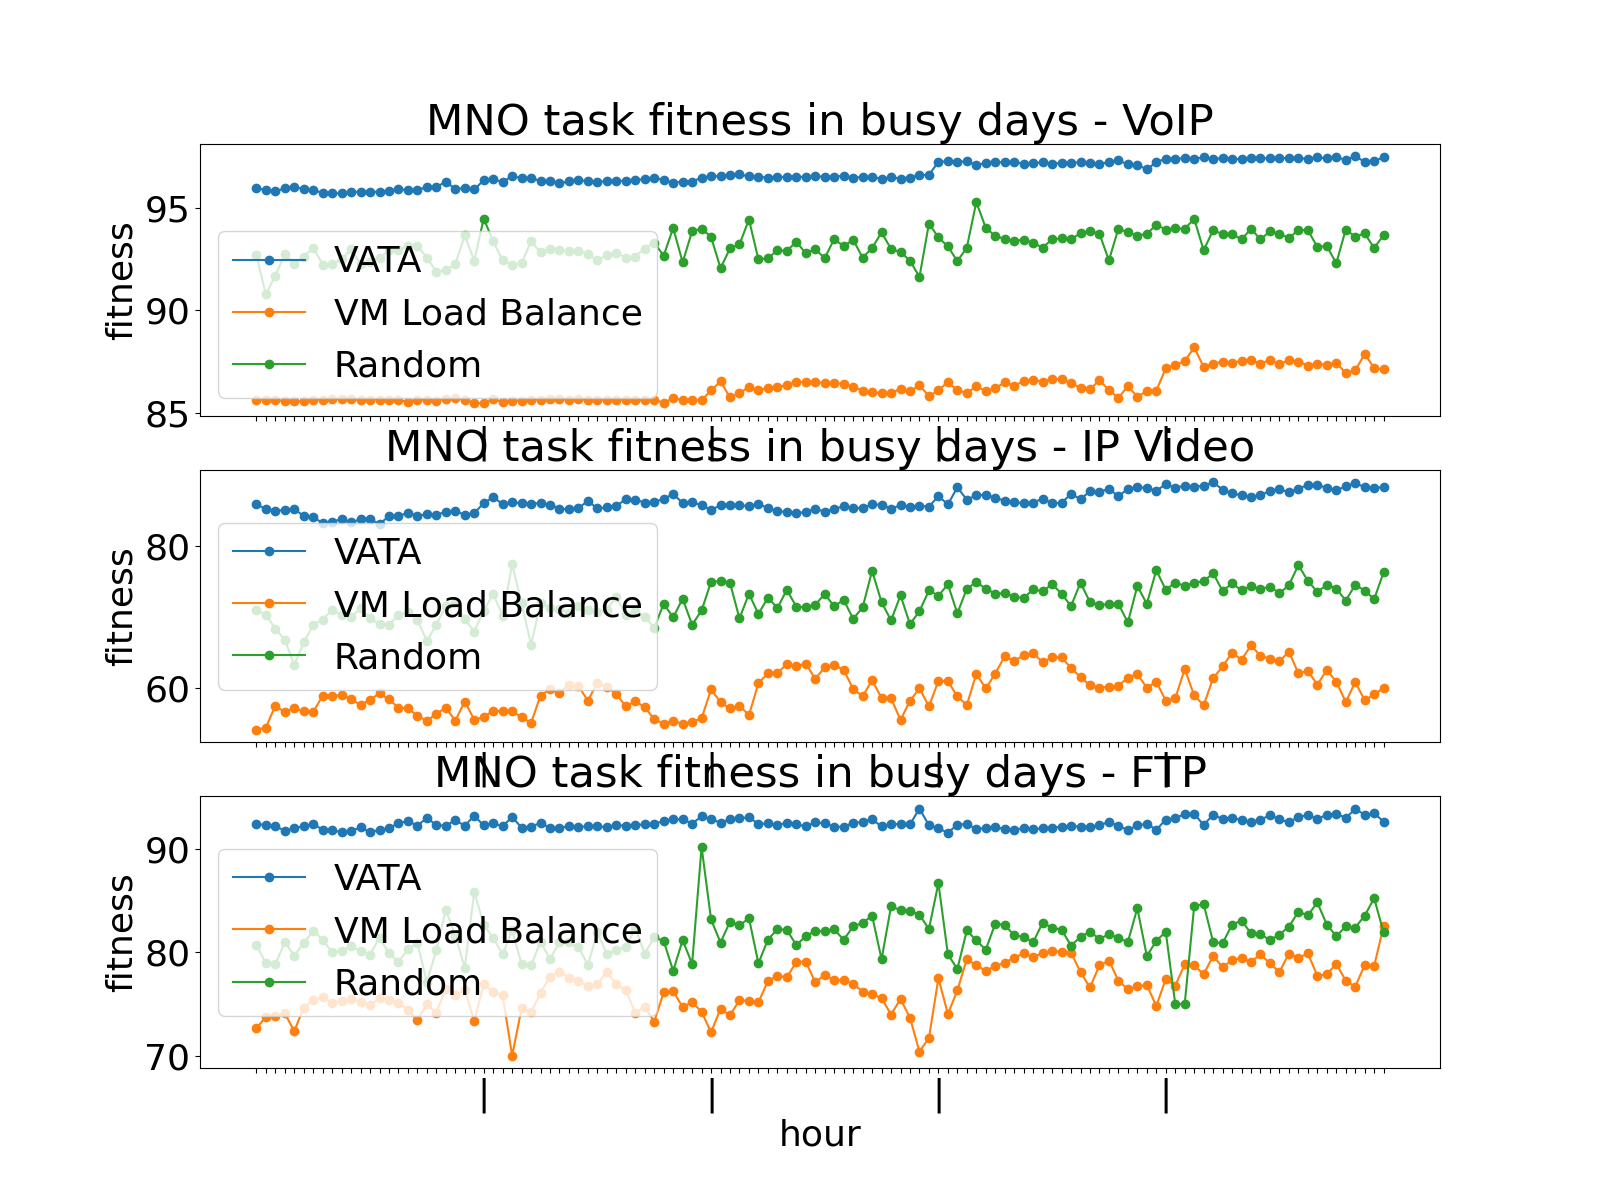 MNO task fitness in busy days - VoIP
fitness
95
90
85
VATA
VM Load Balance
Random
MNO task fitness in busy days - IP Video
fitness
80
60
VATA
VM Load Balance
Random
MNO task fitness in busy days - FTP
fitness
90
80
70
VATA
VM Load Balance
Random
| | | |
hour